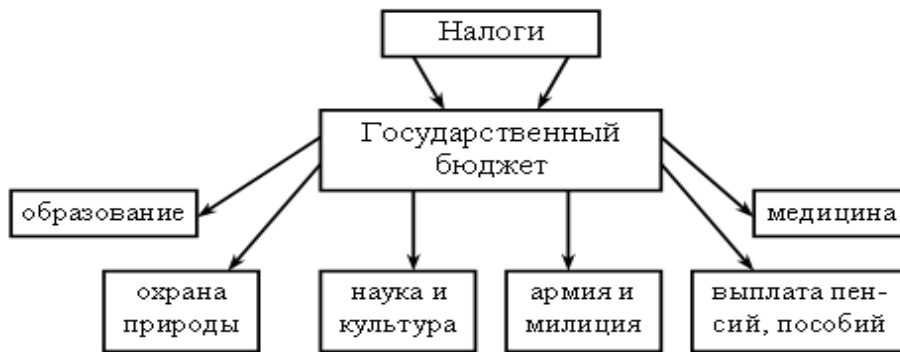 Налоги
Государственный
бюджет
образование
медицина
охрана
природы
наука и
культура
армия и
милиция
выплата пен-
сий, пособий